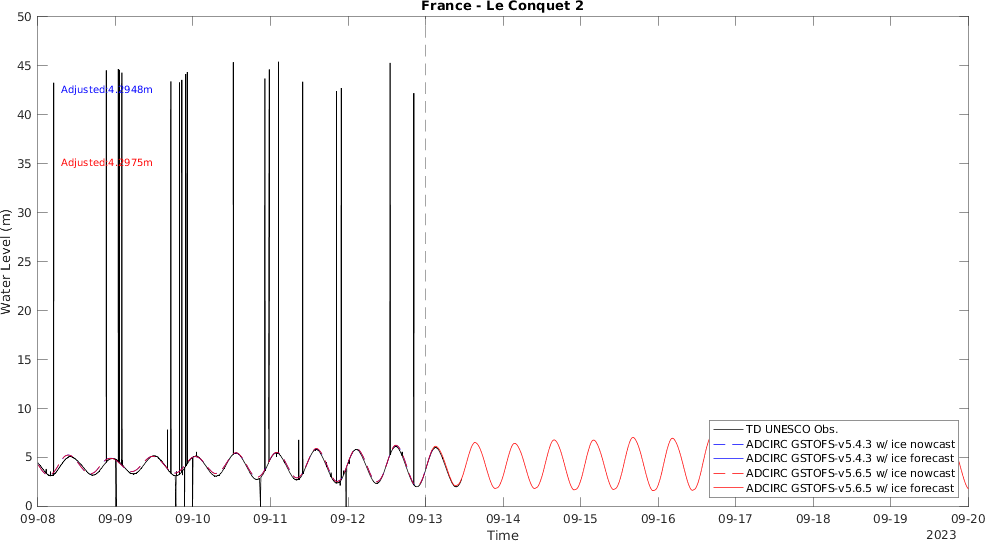 France - Le Conquet 2
50
45
40
35
30
25
20
15
10
5
0
Water Level (m)
Adjusted 4.2948m
Adjusted 4.2975m
TD UNESCO Obs.
ADCIRC GSTOFS-v5.4.3 w/ ice nowcast
ADCIRC GSTOFS-v5.4.3 w/ ice forecast
ADCIRC GSTOFS-v5.6.5 w/ ice nowcast
ADCIRC GSTOFS-v5.6.5 w/ ice forecast
09-08 09-09 09-10 09-11 09-12 09-13 09-14 09-15 09-16 09-17 09-18 09-19 09-20
Time
2023